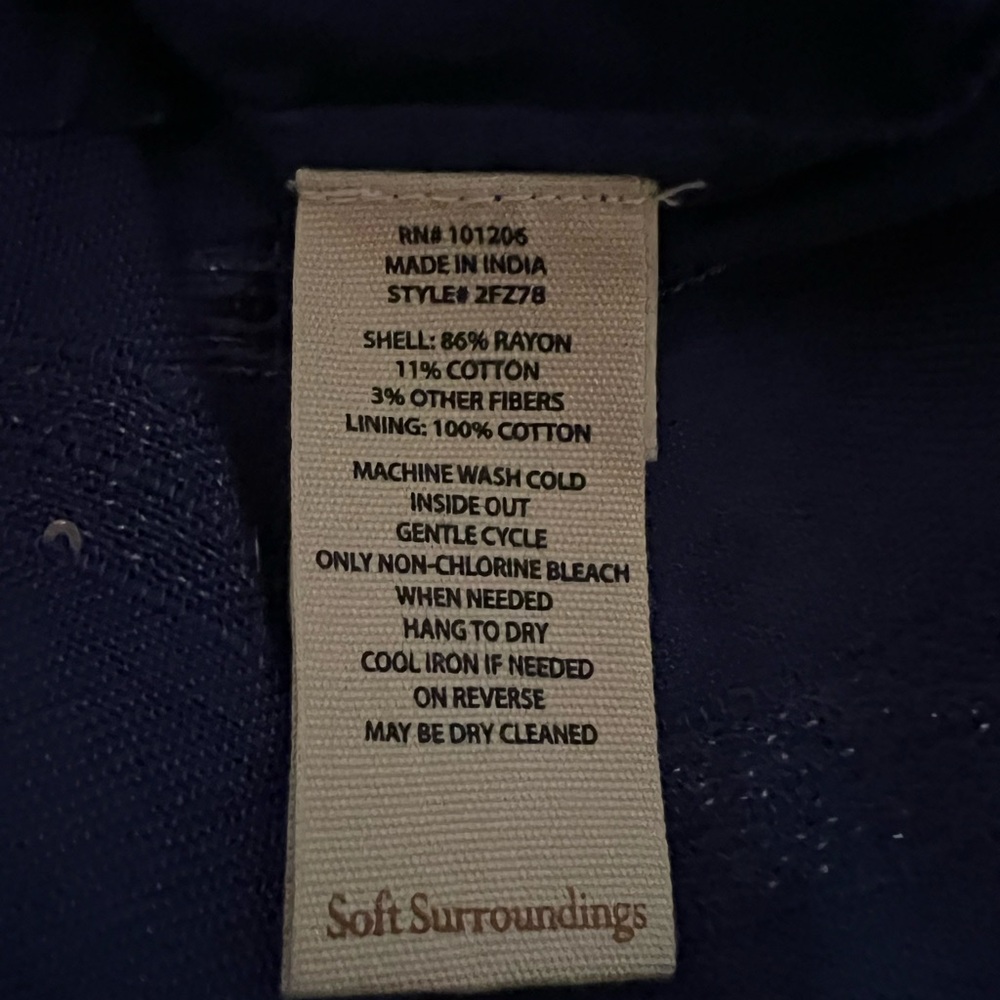 RN# 101206
MADE IN INDIA
STYLE# 2FZ78
SHELL: 86% RAYON
11% COTTON
3% OTHER FIBERS
LINING: 100% COTTON
MACHINE WASH COLD
INSIDE OUT
GENTLE CYCLE
ONLY NON-CHLORINE BLEACH
WHEN NEEDED
HANG TO DRY
COOL IRON IF NEEDED
ON REVERSE
MAY BE DRY CLEANED
Soft Surroundings